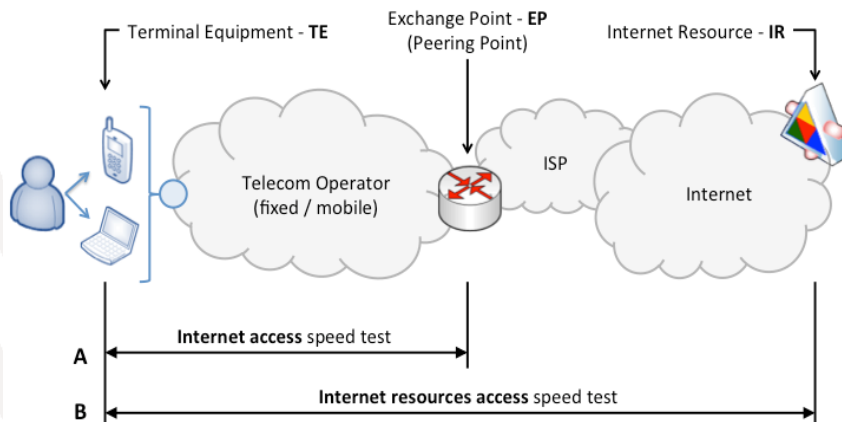 Terminal Equipment - TE
Exchange Point - EP
(Peering Point)
Internet Resource - IR
Telecom Operator
(fixed / mobile)
ISP
Internet
Internet access speed test
A
Internet resources access speed test
B